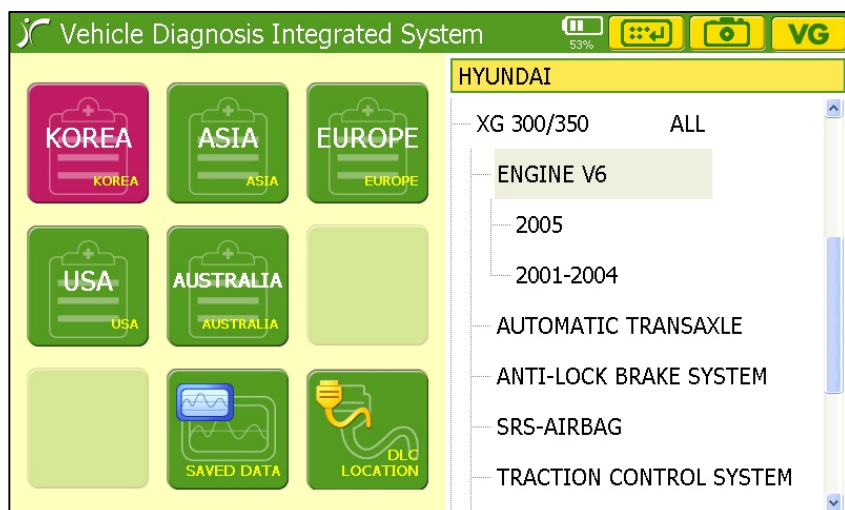 Vehicle Diagnosis Integrated System
53%
VG
KOREA
KOREA
ASIA
ASIA
EUROPE
EUROPE
USA
USA
AUSTRALIA
AUSTRALIA
SAVED DATA
DLC
LOCATION
HYUNDAI
XG 300/350 ALL
ENGINE V6
2005
2001-2004
AUTOMATIC TRANSAXLE
ANTI-LOCK BRAKE SYSTEM
SRS-AIRBAG
TRACTION CONTROL SYSTEM